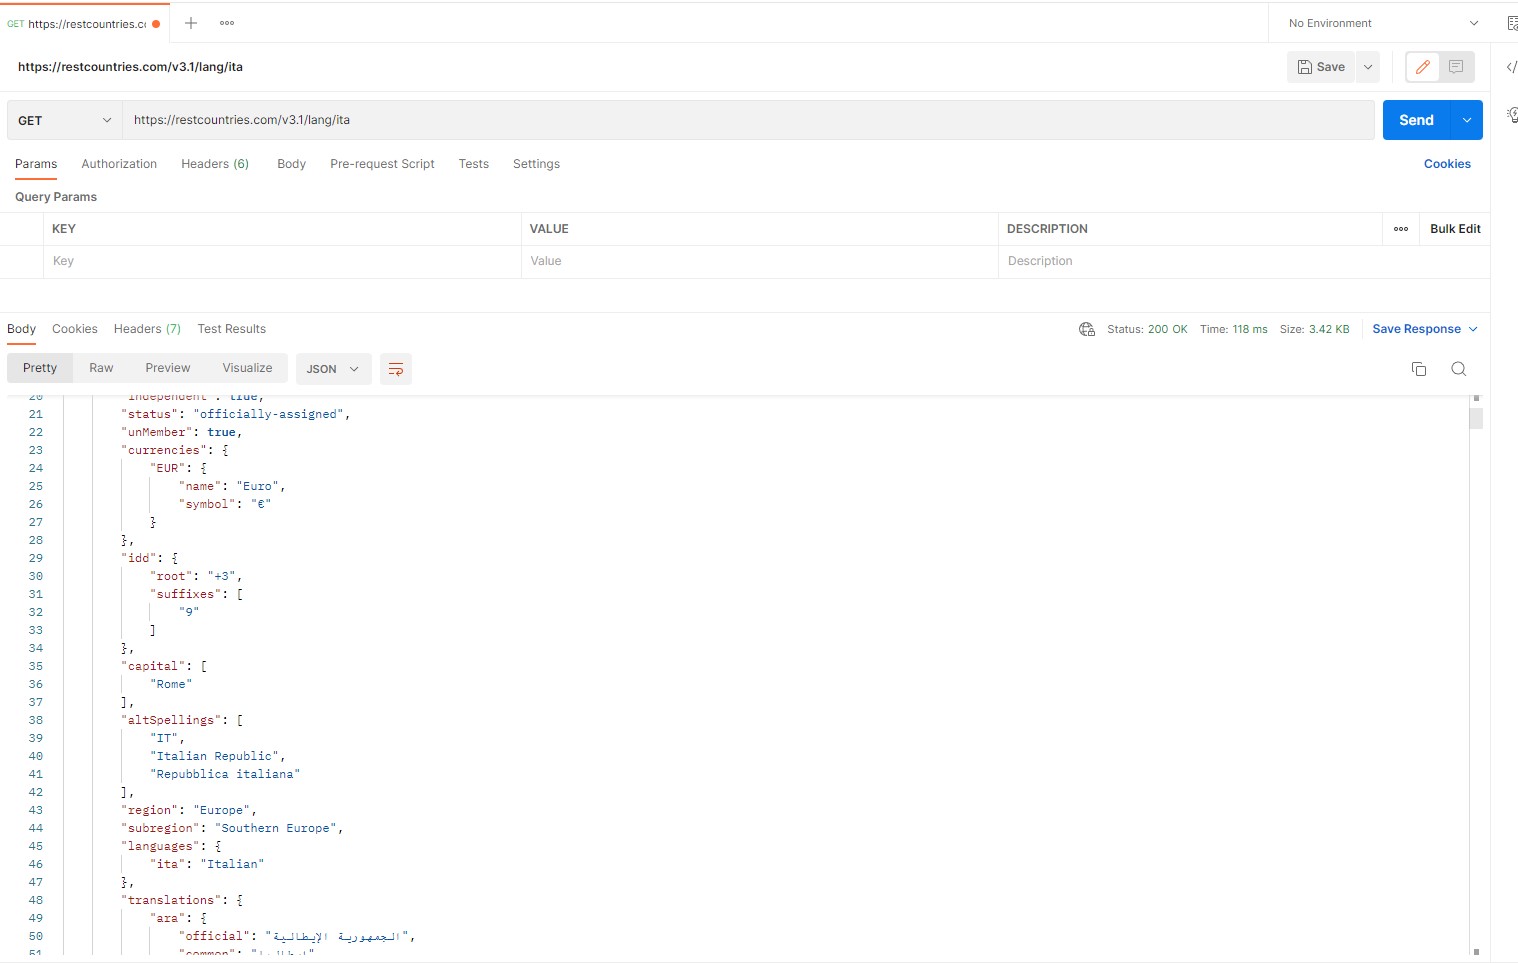 GET https://restcountries.co
No Environment
https://restcountries.com/v3.1/lang/ita
Save
GET https://restcountries.com/v3.1/lang/ita
Send
Params Authorization Headers (6) Body Pre-request Script Tests Settings Cookies
Query Params
KEY VALUE DESCRIPTION Bulk Edit
Key Value Description
Body Cookies Headers (7) Test Results Status: 200 OK Time: 118 ms Size: 3.42 KB Save Response
Pretty Raw Preview Visualize JSON
20 "independent": true,
21 "status": "officially-assigned",
22 "unMember": true,
23 "currencies": {
24 "EUR": {
25 "name": "Euro",
26 "symbol": "€"
27 }
28 },
29 "idd": {
30 "root": "+3",
31 "suffixes": [
32 "9"
33 ]
34 },
35 "capital": [
36 "Rome"
37 ],
38 "altSpellings": [
39 "IT",
40 "Italian Republic",
41 "Repubblica italiana"
42 ],
43 "region": "Europe",
44 "subregion": "Southern Europe",
45 "languages": {
46 "ita": "Italian"
47 },
48 "translations": {
49 "ara": {
50 "official": "الجمهورية الإيطالية",
51 "common":